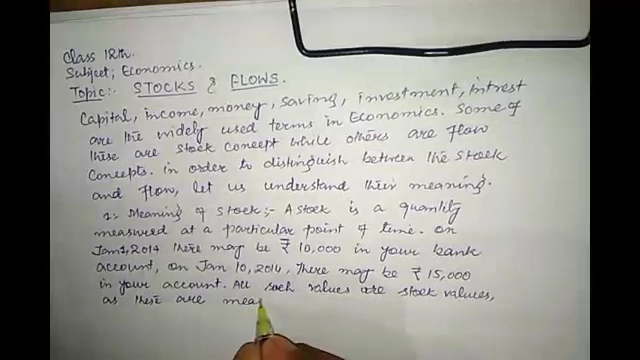 Class 12th.
Subject; Economics.
Topic:- STOCKS & FLOWS.
Capital, income, money, saving, investment, intrest
are the widely used terms in Economics. Some of
these are stock concept while others are flow
concepts. in order to distinguish between the stock
and flow, let us understand their meaning.
1:- Meaning of stock:- A stock is a quantity
measured at a particular point of time. on
Jan 1, 2014 there may be ₹ 10,000 in your bank
account, on Jan 10, 2014, there may be ₹ 15,000
in your account. All such values are stock values,
as these are mea